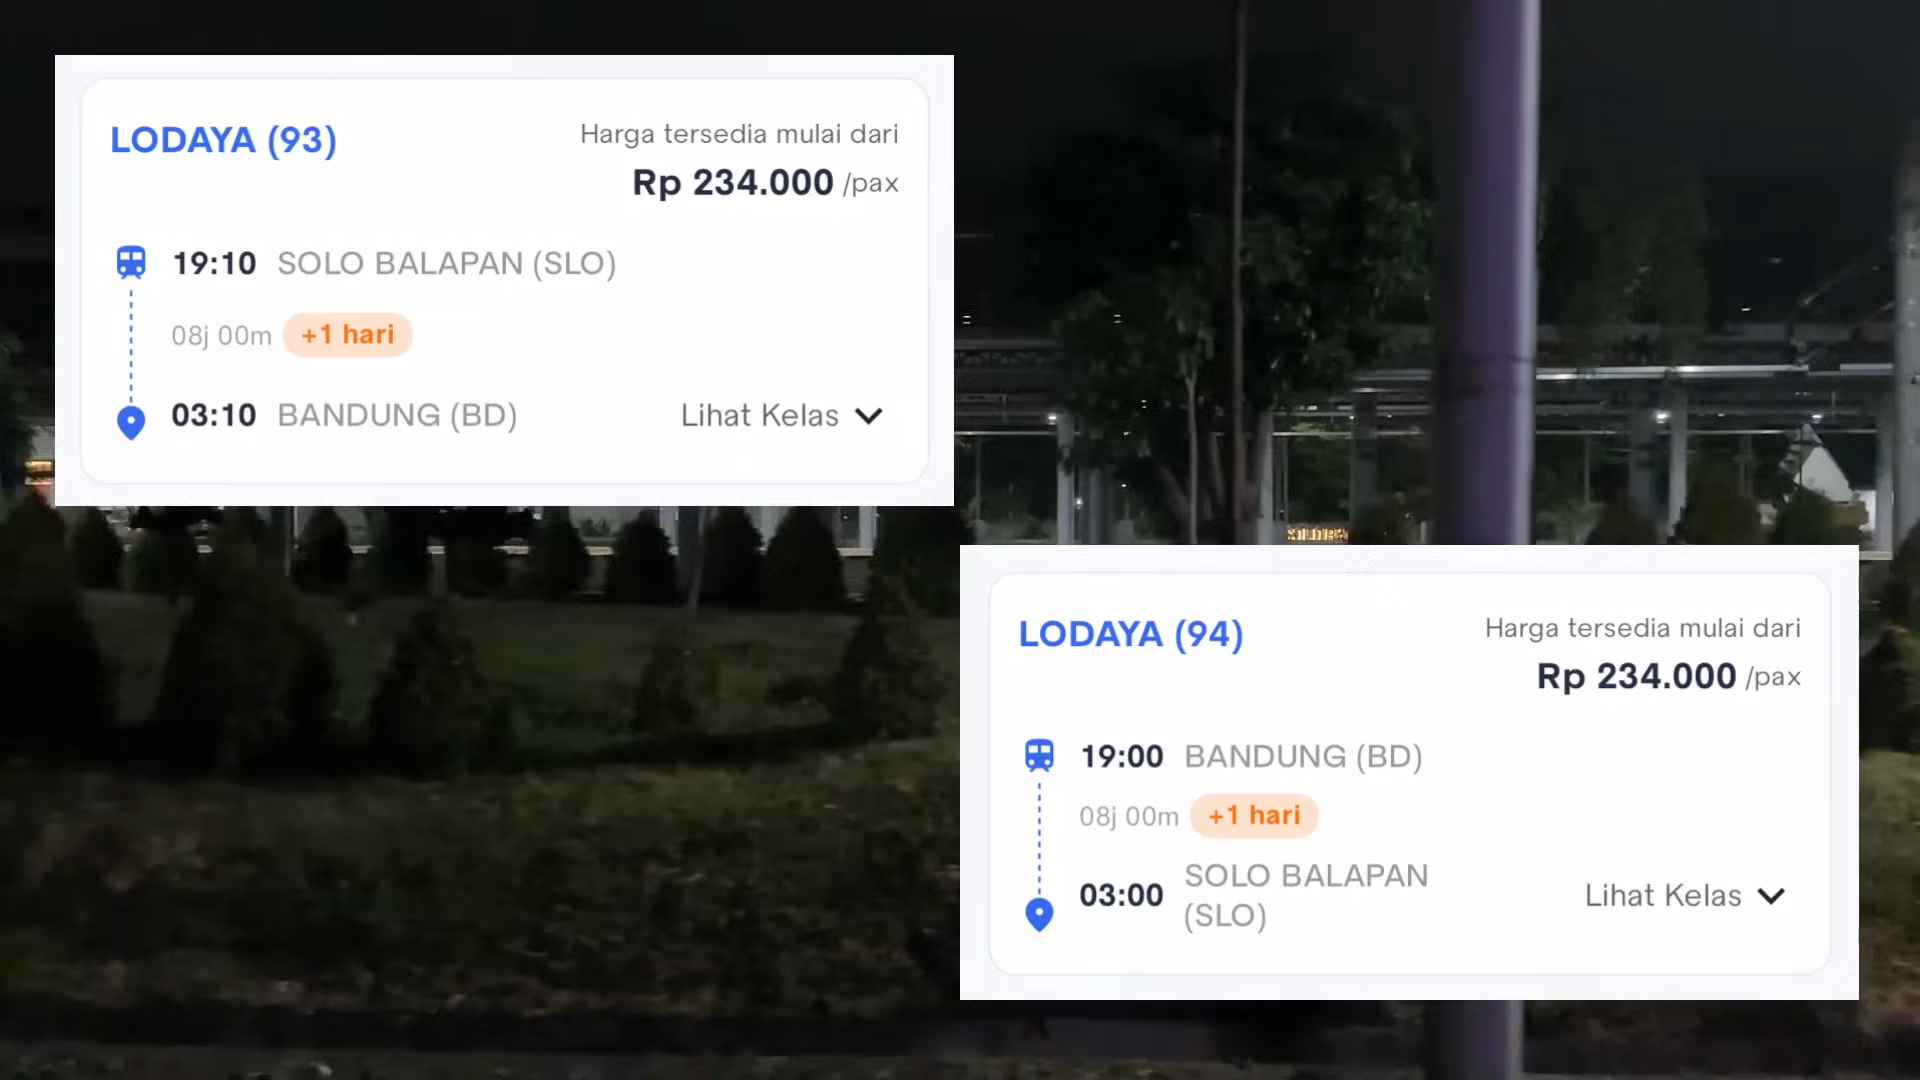 LODAYA (93)
Harga tersedia mulai dari
Rp 234.000 /pax
19:10 SOLO BALAPAN (SLO)
08j 00m +1 hari
03:10 BANDUNG (BD)
Lihat Kelas
LODAYA (94)
Harga tersedia mulai dari
Rp 234.000 /pax
19:00 BANDUNG (BD)
08j 00m +1 hari
03:00 SOLO BALAPAN
(SLO)
Lihat Kelas